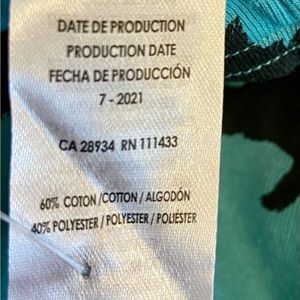 DATE DE PRODUCTION
PRODUCTION DATE
FECHA DE PRODUCCIÓN
7 - 2021
CA 28934 RN 111433
60% COTON / COTTON / ALGODÓN
40% POLYESTER / POLYESTER / POLIÉSTER